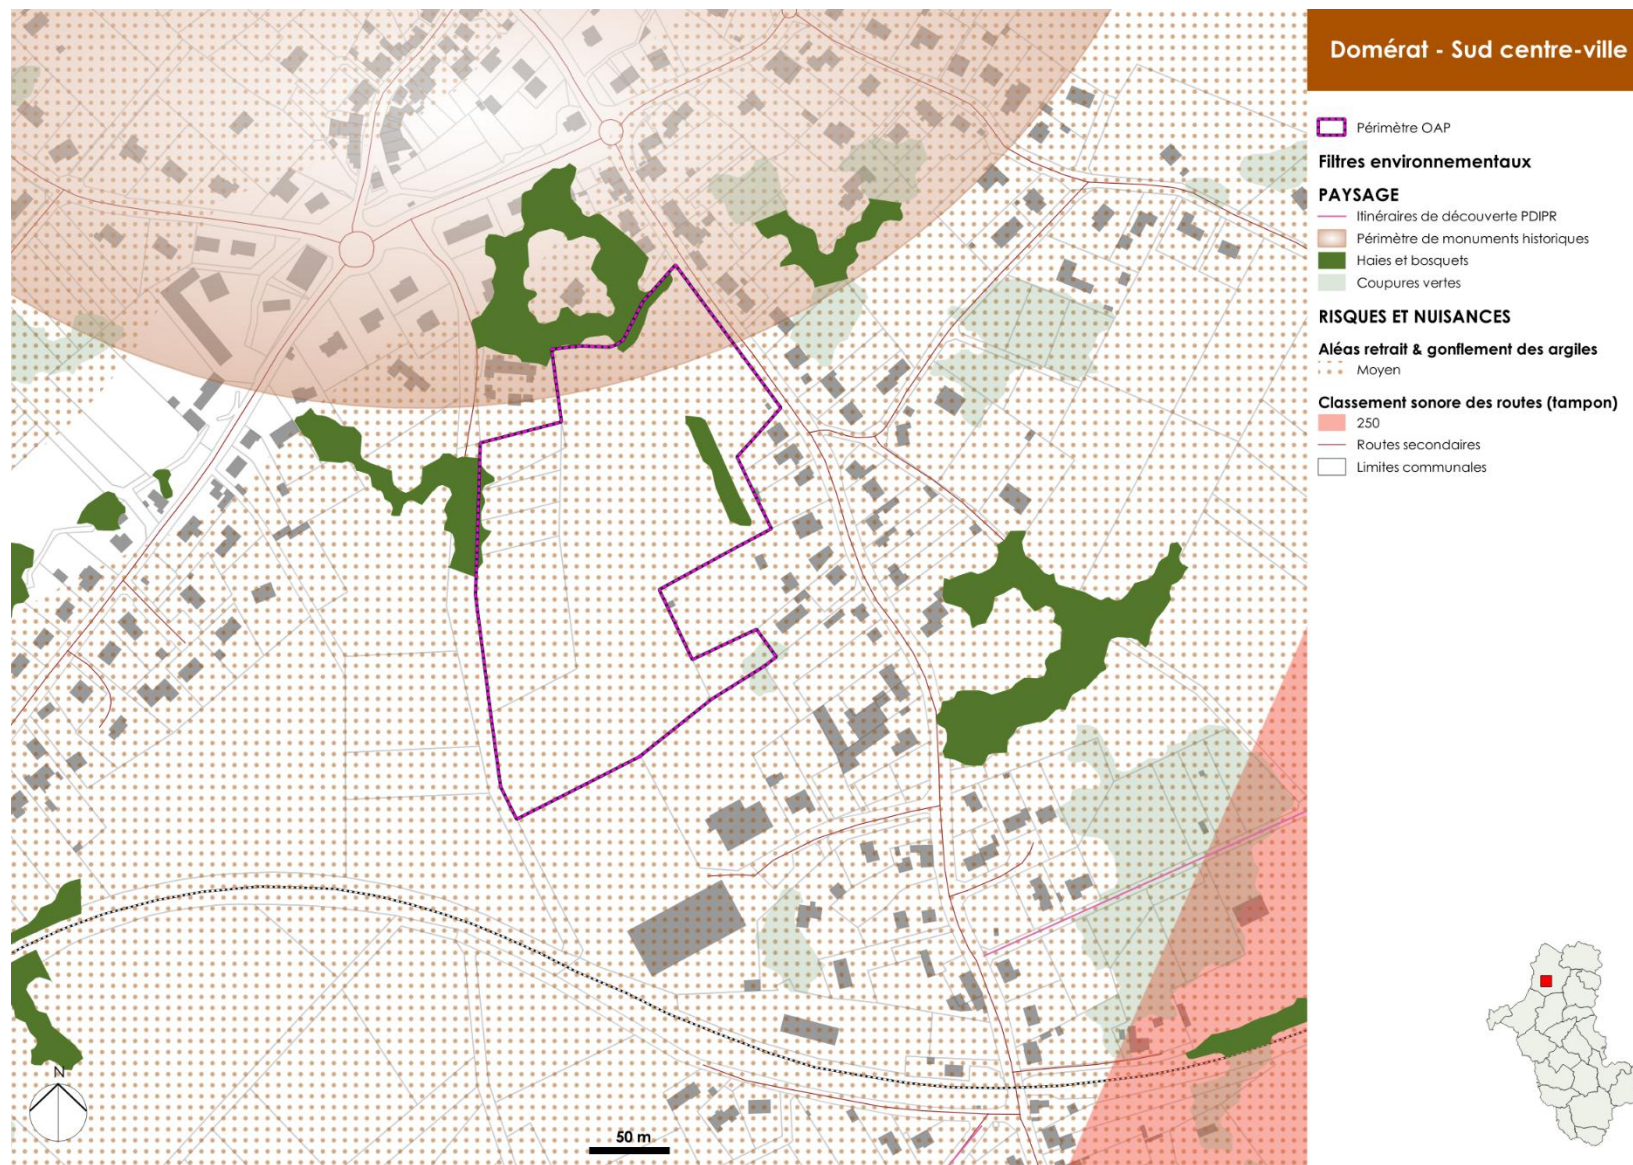 Domérat - Sud centre-ville
Périmètre OAP
Filtres environnementaux
PAYSAGE
Itinéraires de découverte PDIPR
Périmètre de monuments historiques
Haies et bosquets
Coupures vertes
RISQUES ET NUISANCES
Aléas retrait & gonflement des argiles
Moyen
Classement sonore des routes (tampon)
250
Routes secondaires
Limites communales
N
50 m